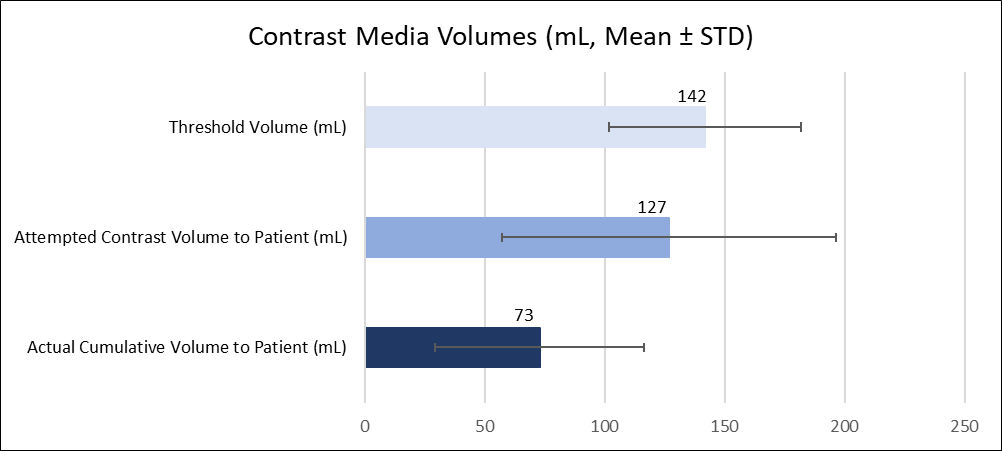 Contrast Media Volumes (mL, Mean ± STD)
142
Threshold Volume (mL)
127
Attempted Contrast Volume to Patient (mL)
73
Actual Cumulative Volume to Patient (mL)
0 50 100 150 200 250